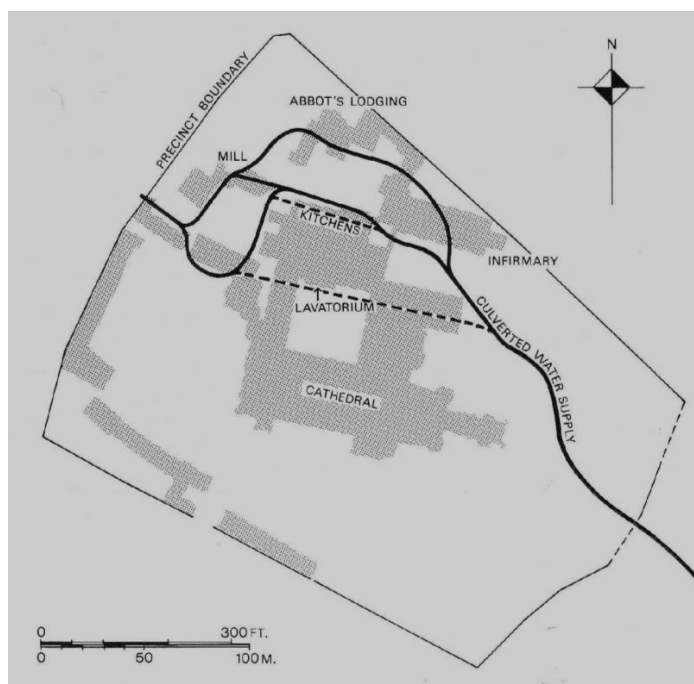 N
ABBOT'S LODGING
PRECINCT BOUNDARY
MILL
KITCHENS
INFIRMARY
LAVATORIUM
CULVERTED WATER SUPPLY
CATHEDRAL
0 300 FT.
0 50 100 M.